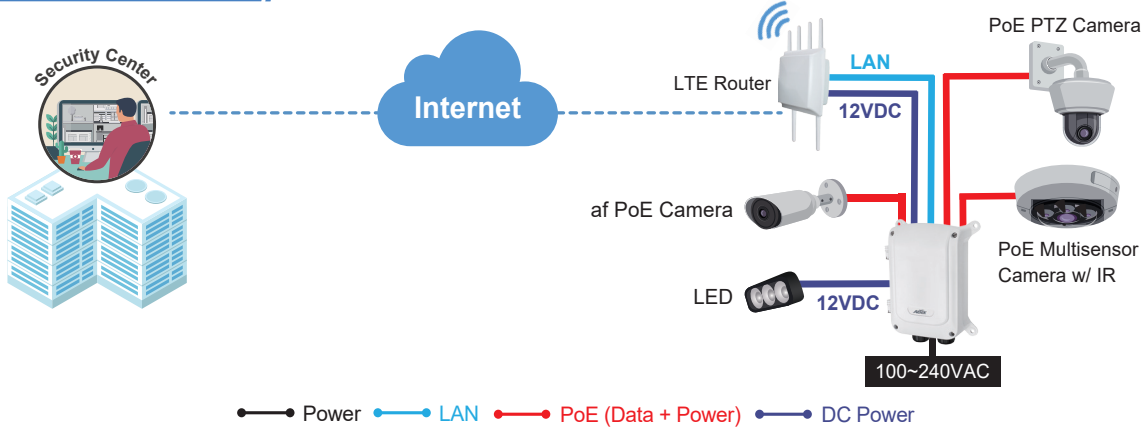 Security Center
Internet
LTE Router
LAN
12VDC
PoE PTZ Camera
af PoE Camera
PoE Multisensor
Camera w/ IR
LED
12VDC
100~240VAC
Power
LAN
PoE (Data + Power)
DC Power